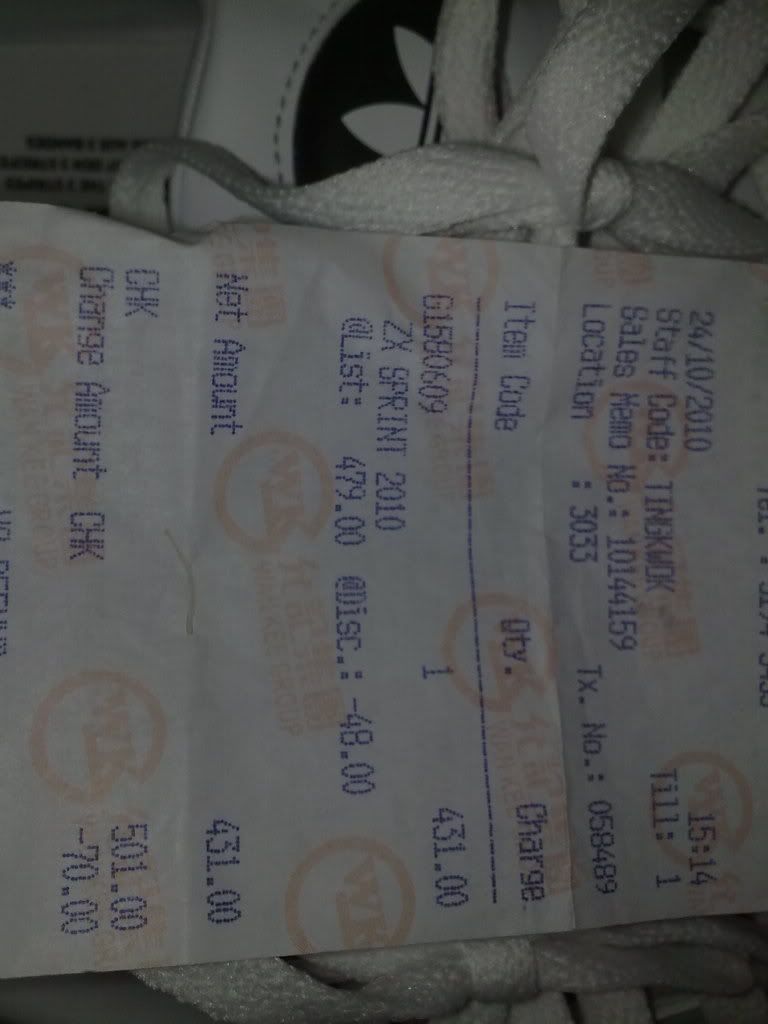 24/10/2010 15:14
Staff Code: TINGKWOK Till: 1
Sales Memo No.: 10144159
Location : 3033 Tx. No.: 058489
Item Code Qty. Charge
G1580609 1 431.00
ZX SPRINT 2010
@List: 479.00 @Disc.: -48.00
Net Amount 431.00
CHK 501.00
Change Amount CHK -70.00
***